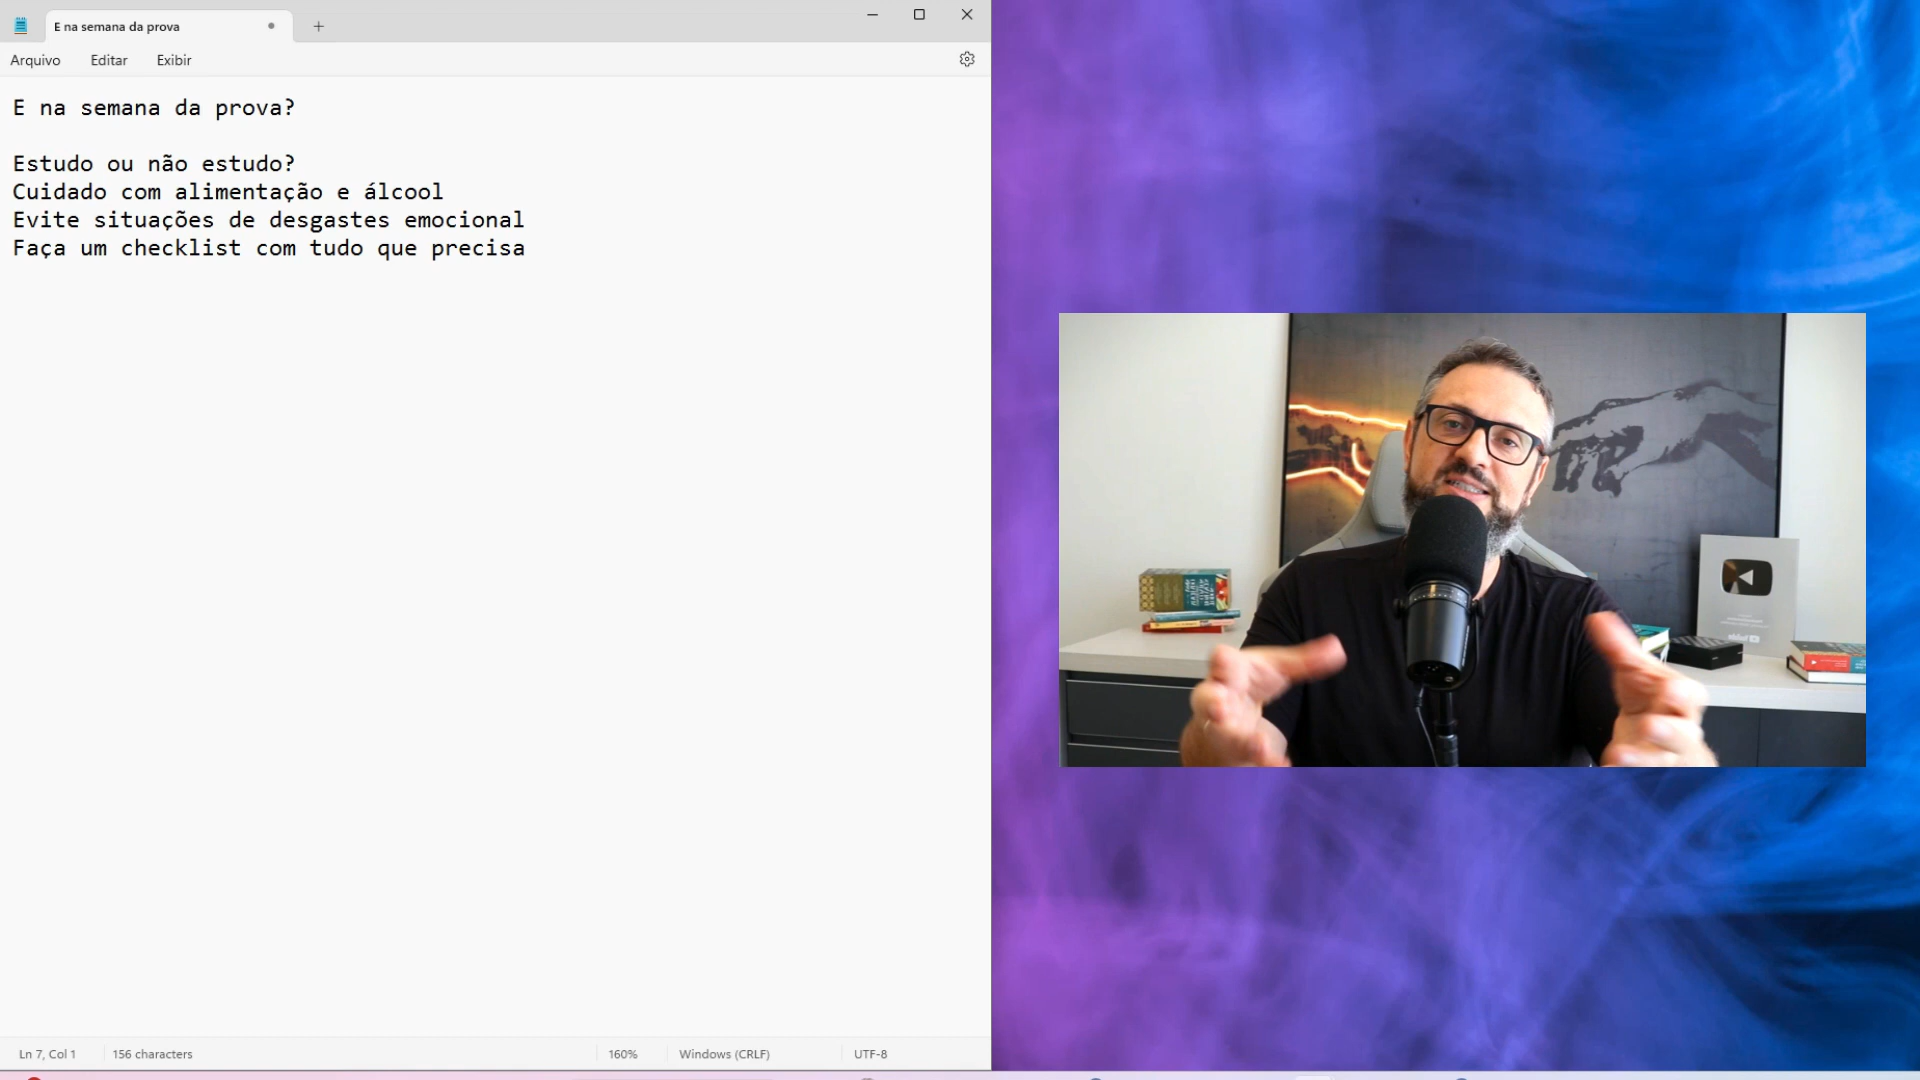 E na semana da prova
Arquivo Editar Exibir
E na semana da prova?
Estudo ou não estudo?
Cuidado com alimentação e álcool
Evite situações de desgastes emocional
Faça um checklist com tudo que precisa
Ln 7, Col 1 156 characters 160% Windows (CRLF) UTF-8